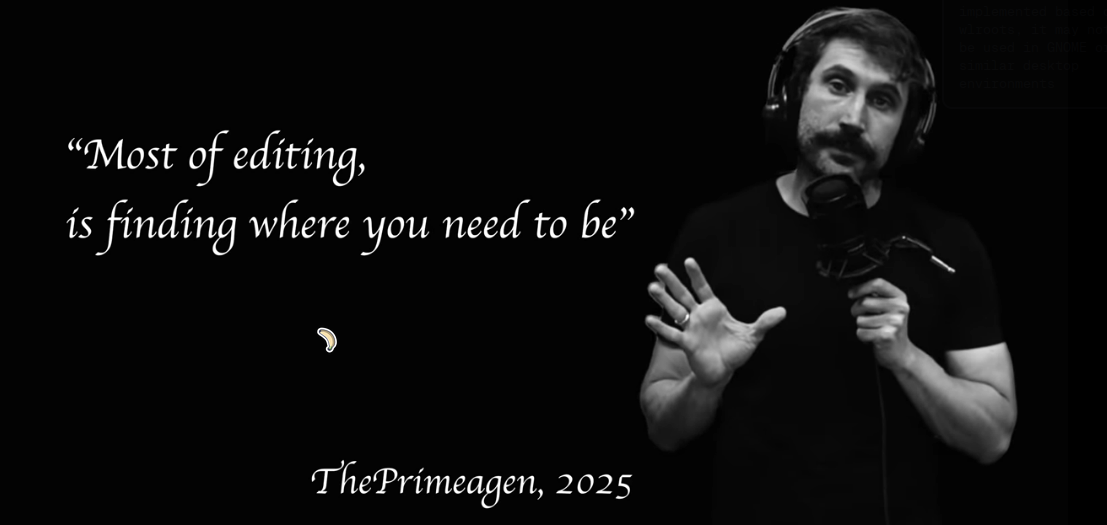 “Most of editing,
is finding where you need to be”
ThePrimeagen, 2025